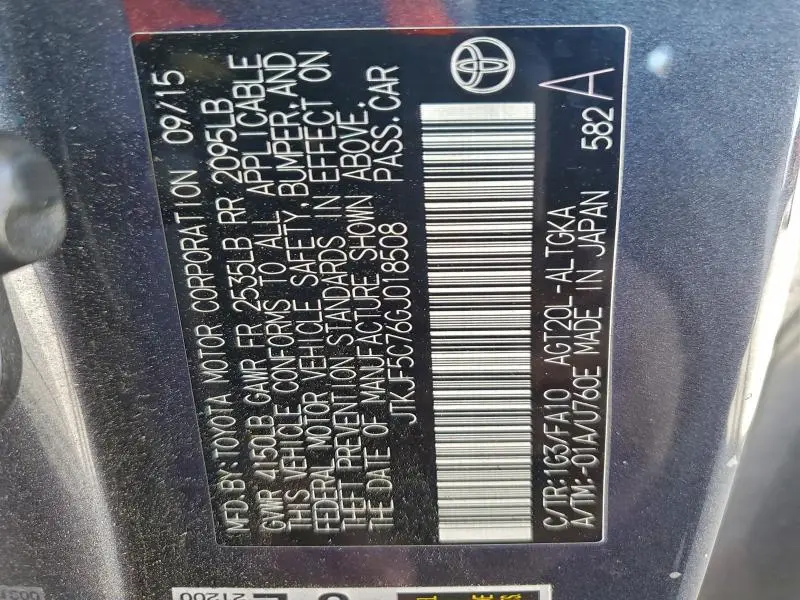 MFD.BY:TOYOTA MOTOR CORPORATION 09/15
GVWR 4150LB GAWR FR 2535LB RR 2095LB
THIS VEHICLE CONFORMS TO ALL APPLICABLE
FEDERAL MOTOR VEHICLE SAFETY,BUMPER,AND
THEFT PREVENTION STANDARDS IN EFFECT ON
THE DATE OF MANUFACTURE SHOWN ABOVE.
JTKJF5C76GJ018508 PASS.CAR
C/TR:1G3/FA10 AGT20L-ALTGKA
A/TM:-01A/U760E MADE IN JAPAN 582 A
21200